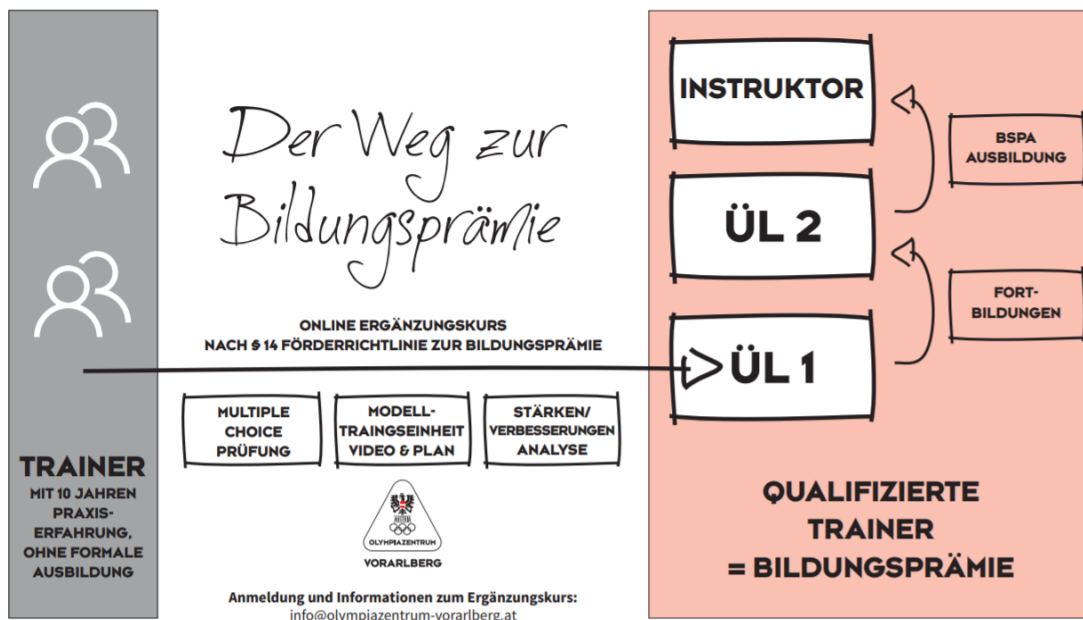 Der Weg zur
Bildungsprämie
ONLINE ERGÄNZUNGSKURS
NACH § 14 FÖRDERRICHTLINIE ZUR BILDUNGSPRÄMIE
MULTIPLE
CHOICE
PRÜFUNG
MODELL-
TRAININGSEINHEIT
VIDEO & PLAN
STÄRKEN/
VERBESSERUNGEN
ANALYSE
TRAINER
MIT 10 JAHREN
PRAXIS-
ERFAHRUNG,
OHNE FORMALE
AUSBILDUNG
AUSTRIA
OLYMPIAZENTRUM
VORARLBERG
Anmeldung und Informationen zum Ergänzungskurs:
info@olympiazentrum-vorarlberg.at
INSTRUKTOR
BSPA
AUSBILDUNG
ÜL 2
FORT-
BILDUNGEN
ÜL 1
QUALIFIZIERTE
TRAINER
= BILDUNGSPRÄMIE